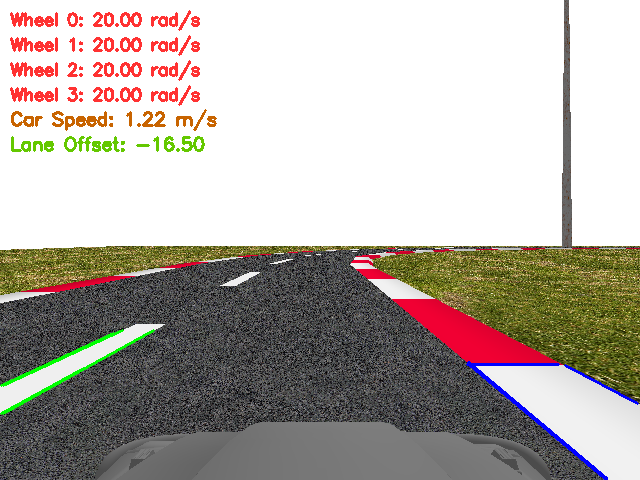 Wheel 0: 20.00 rad/s
Wheel 1: 20.00 rad/s
Wheel 2: 20.00 rad/s
Wheel 3: 20.00 rad/s
Car Speed: 1.22 m/s
Lane Offset: -16.50